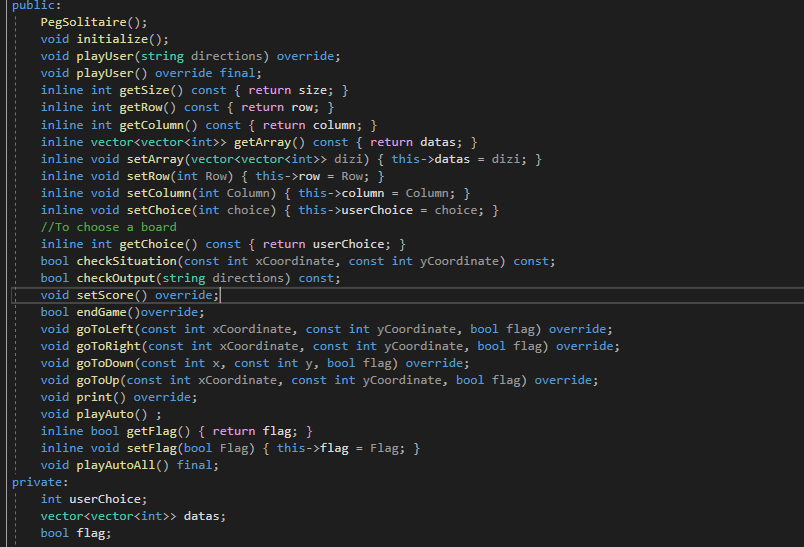 public:
PegSolitaire();
void initialize();
void playUser(string directions) override;
void playUser() override final;
inline int getSize() const { return size; }
inline int getRow() const { return row; }
inline int getColumn() const { return column; }
inline vector<vector<int>> getArray() const { return datas; }
inline void setArray(vector<vector<int>> dizi) { this->datas = dizi; }
inline void setRow(int Row) { this->row = Row; }
inline void setColumn(int Column) { this->column = Column; }
inline void setChoice(int choice) { this->userChoice = choice; }
//To choose a board
inline int getChoice() const { return userChoice; }
bool checkSituation(const int xCoordinate, const int yCoordinate) const;
bool checkOutput(string directions) const;
void setScore() override;
bool endGame()override;
void goToLeft(const int xCoordinate, const int yCoordinate, bool flag) override;
void goToRight(const int xCoordinate, const int yCoordinate, bool flag) override;
void goToDown(const int x, const int y, bool flag) override;
void goToUp(const int xCoordinate, const int yCoordinate, bool flag) override;
void print() override;
void playAuto() ;
inline bool getFlag() { return flag; }
inline void setFlag(bool Flag) { this->flag = Flag; }
void playAutoAll() final;
private:
int userChoice;
vector<vector<int>> datas;
bool flag;